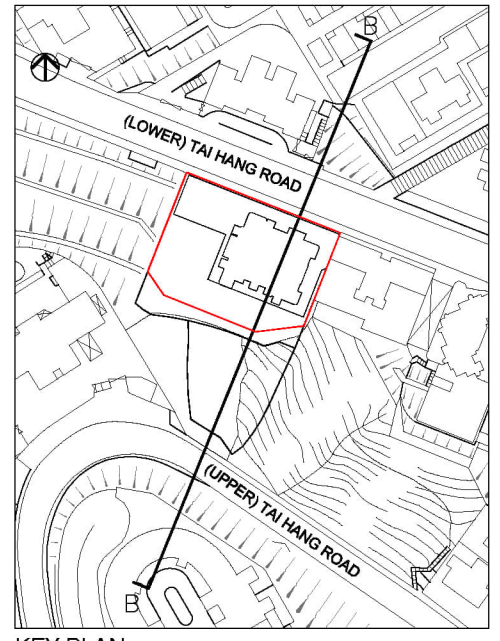 B
(LOWER) TAI HANG ROAD
(UPPER) TAI HANG ROAD
B
KEY PLAN